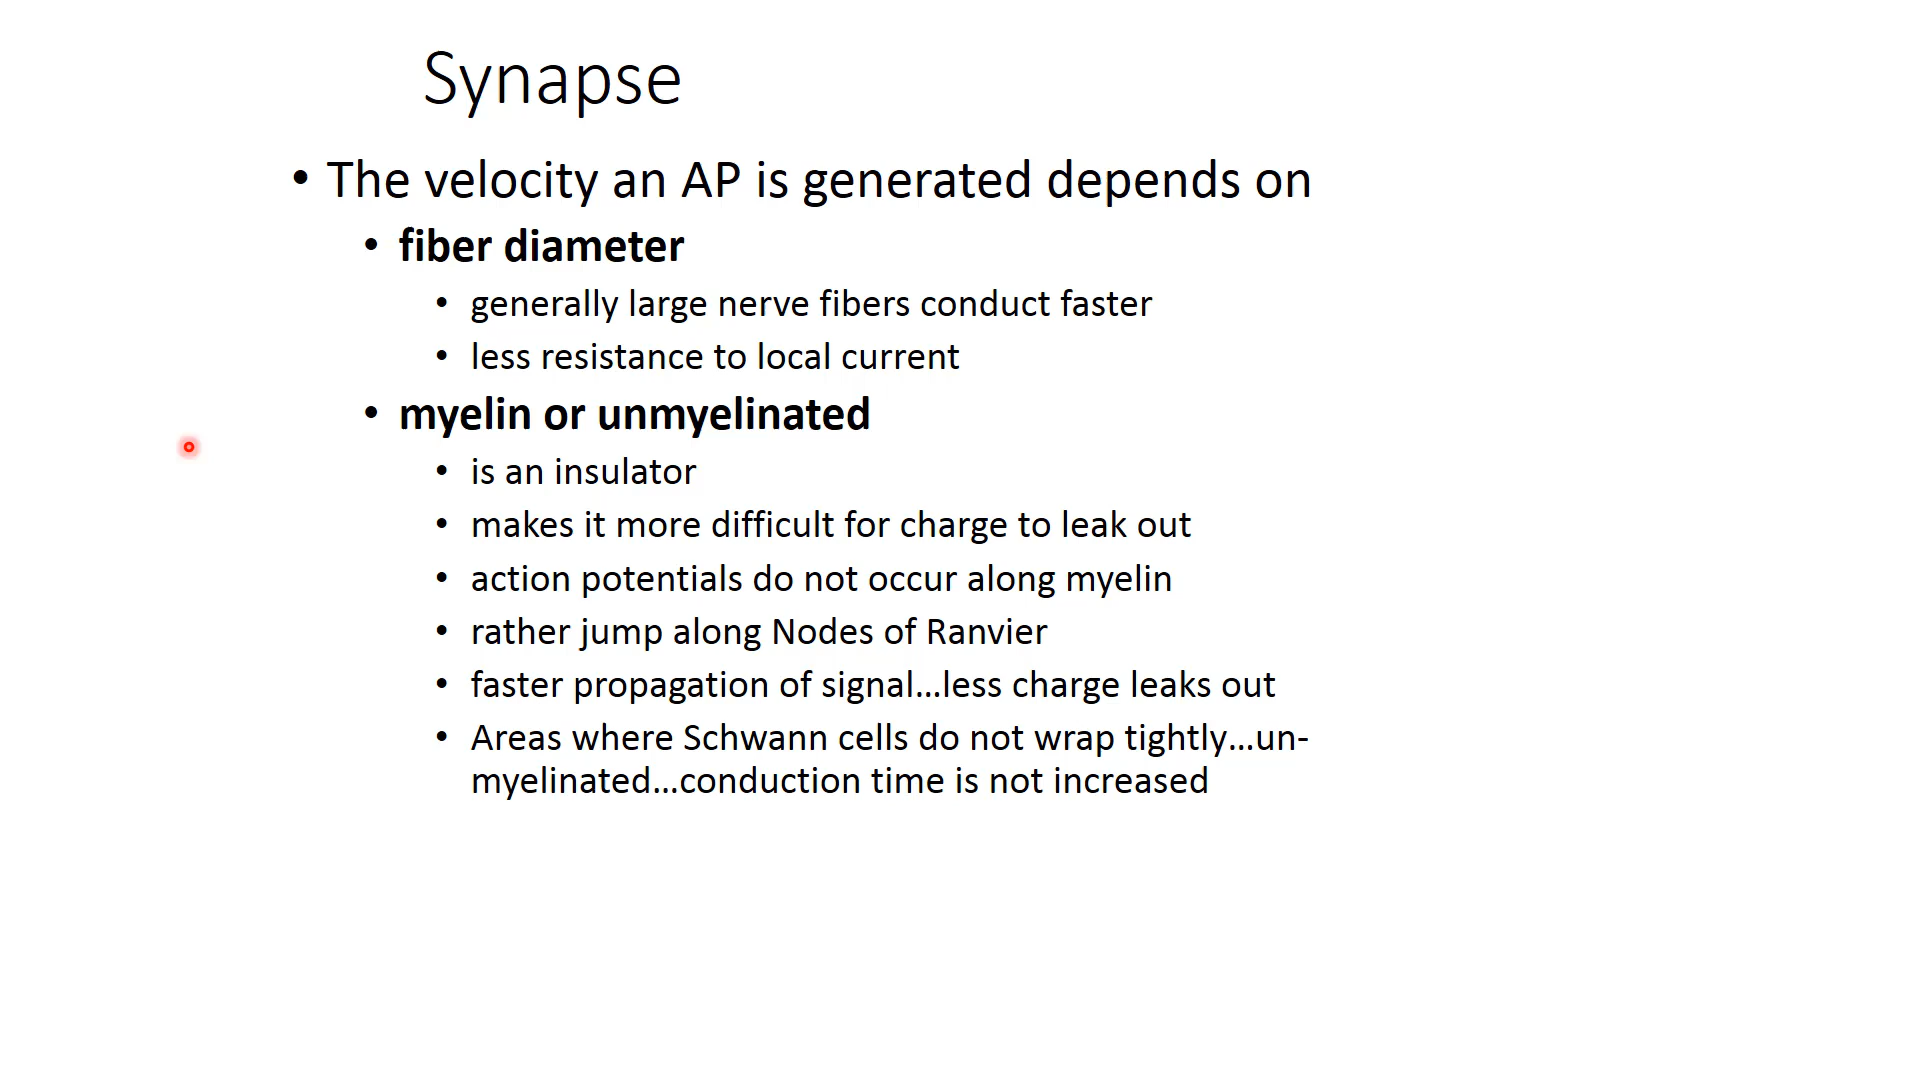 Synapse
• The velocity an AP is generated depends on
• fiber diameter
• generally large nerve fibers conduct faster
• less resistance to local current
• myelin or unmyelinated
• is an insulator
• makes it more difficult for charge to leak out
• action potentials do not occur along myelin
• rather jump along Nodes of Ranvier
• faster propagation of signal...less charge leaks out
• Areas where Schwann cells do not wrap tightly...un-
myelinated...conduction time is not increased